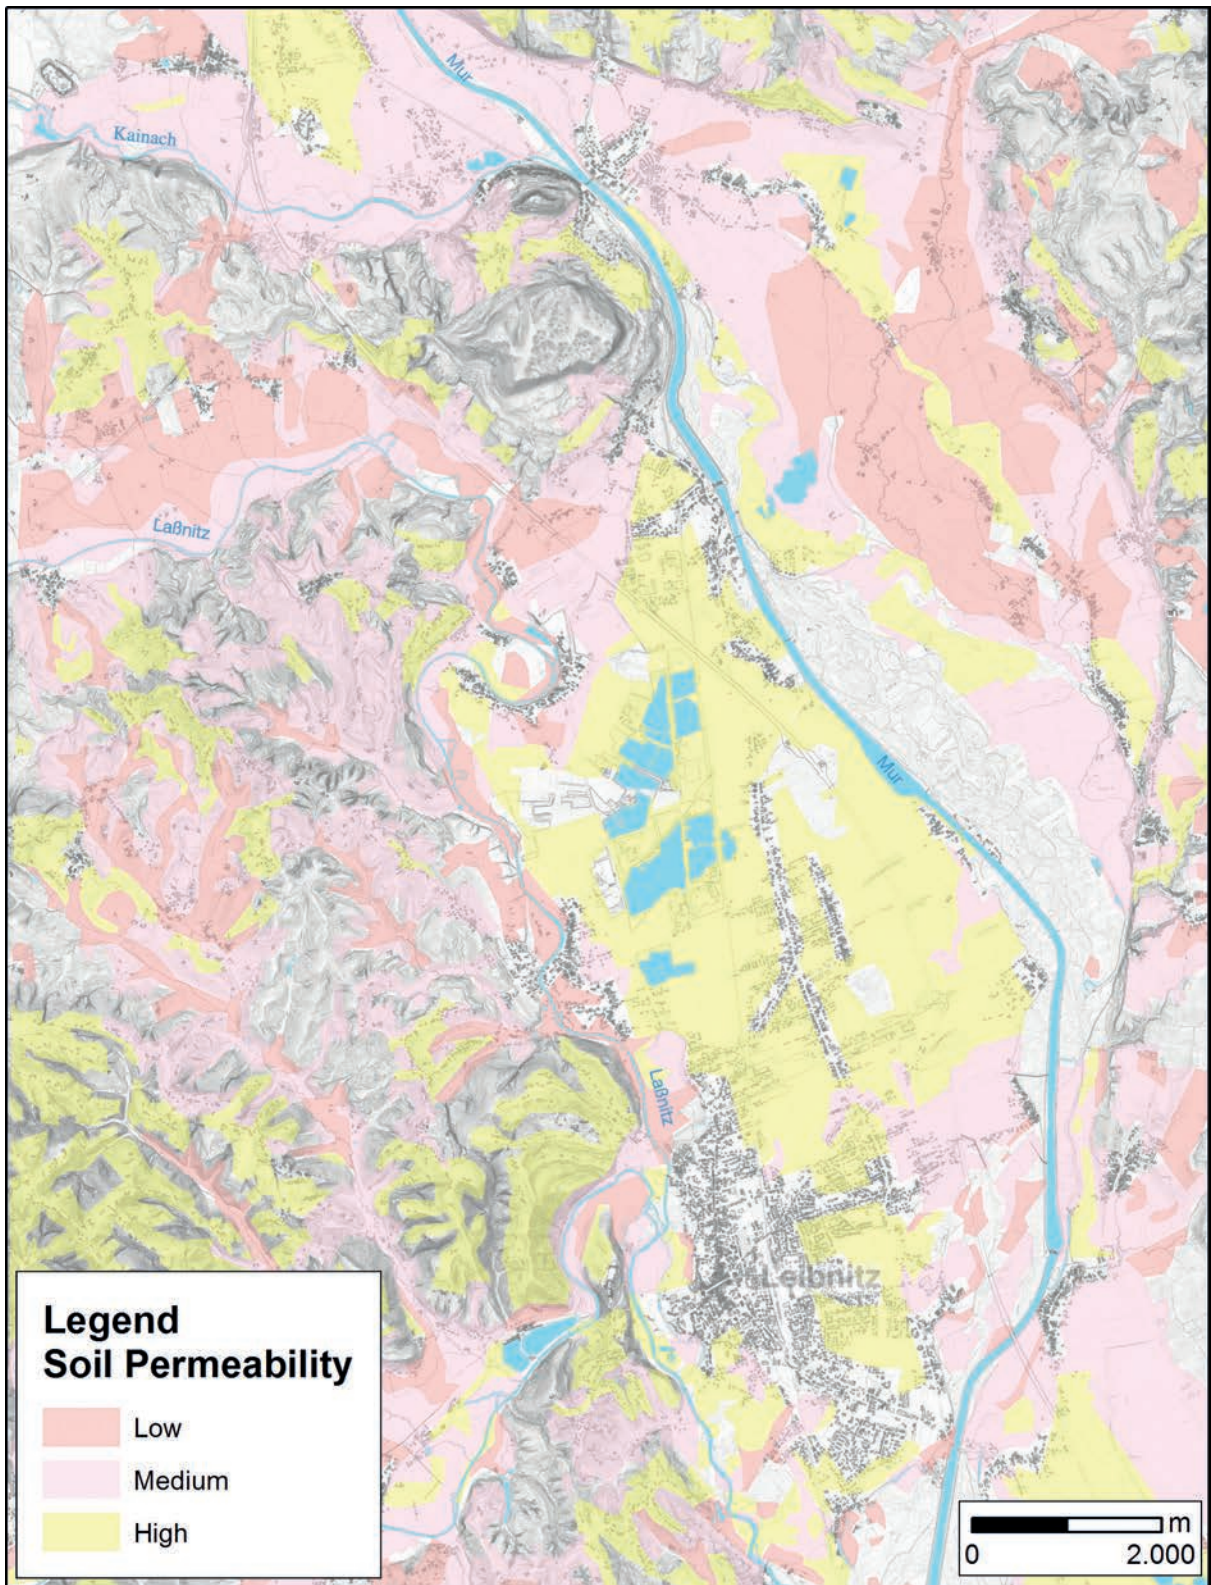 Mur
Kainach
Laßnitz
Mur
Laßnitz
Leibnitz
Legend
Soil Permeability
Low
Medium
High
m
0 2.000